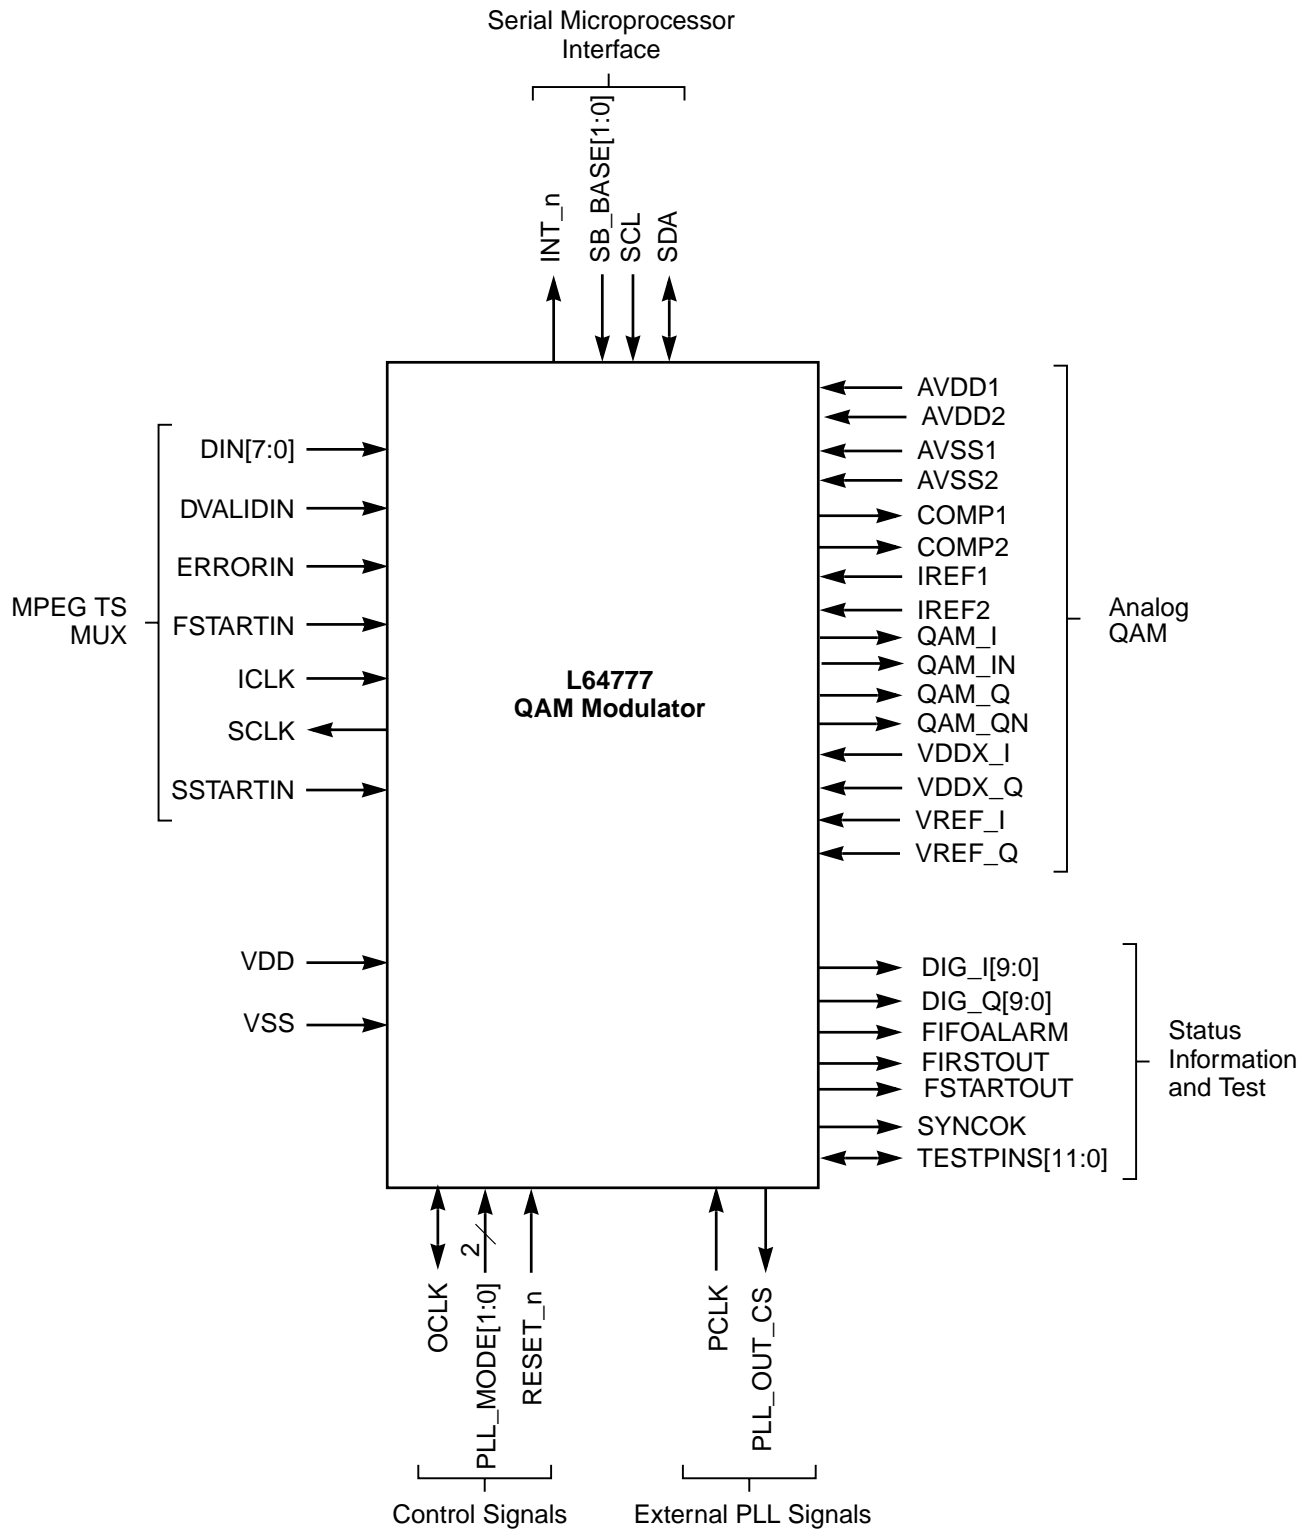 Serial Microprocessor
Interface
INT_n
SB_BASE[1:0]
SCL
SDA
MPEG TS
MUX
DIN[7:0]
DVALIDIN
ERRORIN
FSTARTIN
ICLK
SCLK
SSTARTIN
VDD
VSS
L64777
QAM Modulator
AVDD1
AVDD2
AVSS1
AVSS2
COMP1
COMP2
IREF1
IREF2
QAM_I
QAM_IN
QAM_Q
QAM_QN
VDDX_I
VDDX_Q
VREF_I
VREF_Q
Analog
QAM
DIG_I[9:0]
DIG_Q[9:0]
FIFOALARM
FIRSTOUT
FSTARTOUT
SYNCOK
TESTPINS[11:0]
Status
Information
and Test
OCLK
2
PLL_MODE[1:0]
RESET_n
PCLK
PLL_OUT_CS
Control Signals
External PLL Signals